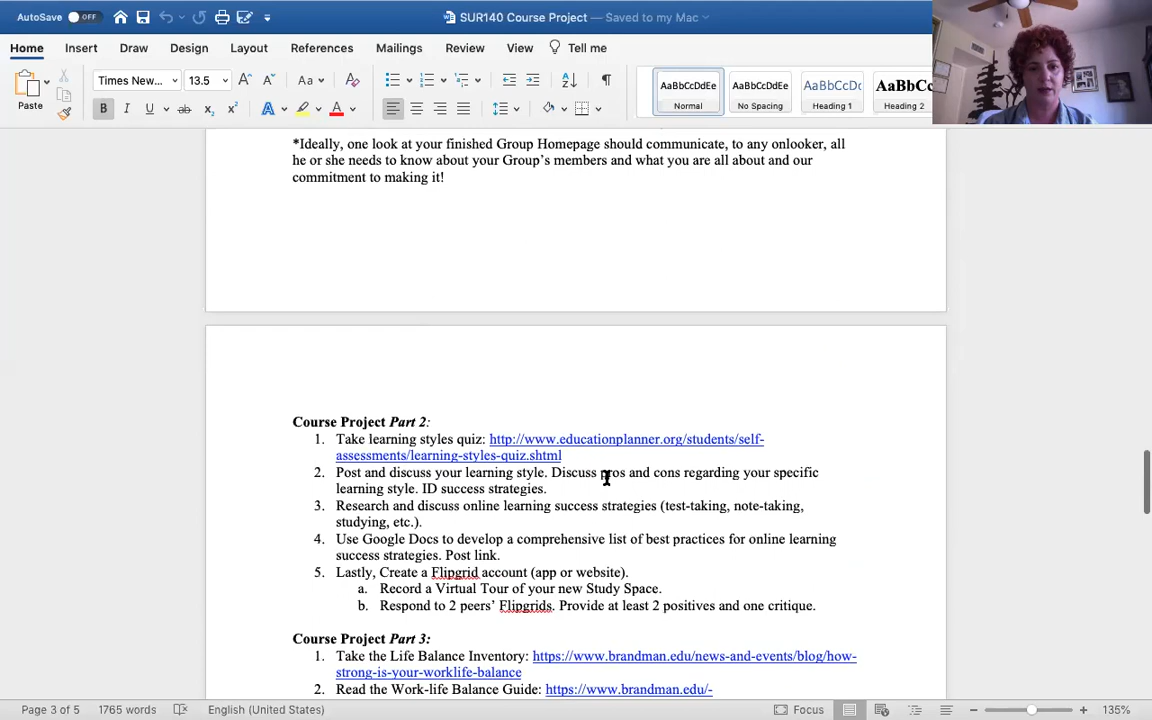 AutoSave OFF SUR140 Course Project — Saved to my Mac
Home Insert Draw Design Layout References Mailings Review View Tell me
Paste Times New... 13.5 A A Aa A AaBbCcDdEe AaBbCcDdEe AaBbCcDc AaBbCc
B I U ab x2 x2 A A Normal No Spacing Heading 1 Heading 2
*Ideally, one look at your finished Group Homepage should communicate, to any onlooker, all
he or she needs to know about your Group's members and what you are all about and our
commitment to making it!
Course Project Part 2:
1. Take learning styles quiz: http://www.educationplanner.org/students/self-
assessments/learning-styles-quiz.shtml
2. Post and discuss your learning style. Discuss pros and cons regarding your specific
learning style. ID success strategies.
3. Research and discuss online learning success strategies (test-taking, note-taking,
studying, etc.).
4. Use Google Docs to develop a comprehensive list of best practices for online learning
success strategies. Post link.
5. Lastly, Create a Flipgrid account (app or website).
a. Record a Virtual Tour of your new Study Space.
b. Respond to 2 peers' Flipgrids. Provide at least 2 positives and one critique.
Course Project Part 3:
1. Take the Life Balance Inventory: https://www.brandman.edu/news-and-events/blog/how-
strong-is-your-worklife-balance
2. Read the Work-life Balance Guide: https://www.brandman.edu/-
Page 3 of 5 1765 words English (United States) Focus 135%